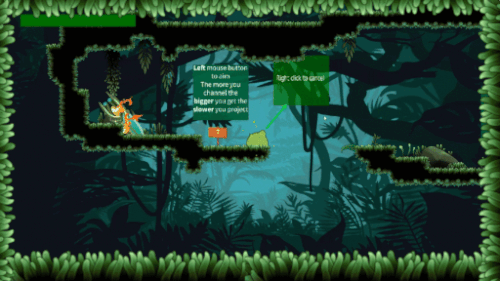 Left mouse button
to aim
The more you
channel the
bigger you get the
slower you project
Right click to cancel